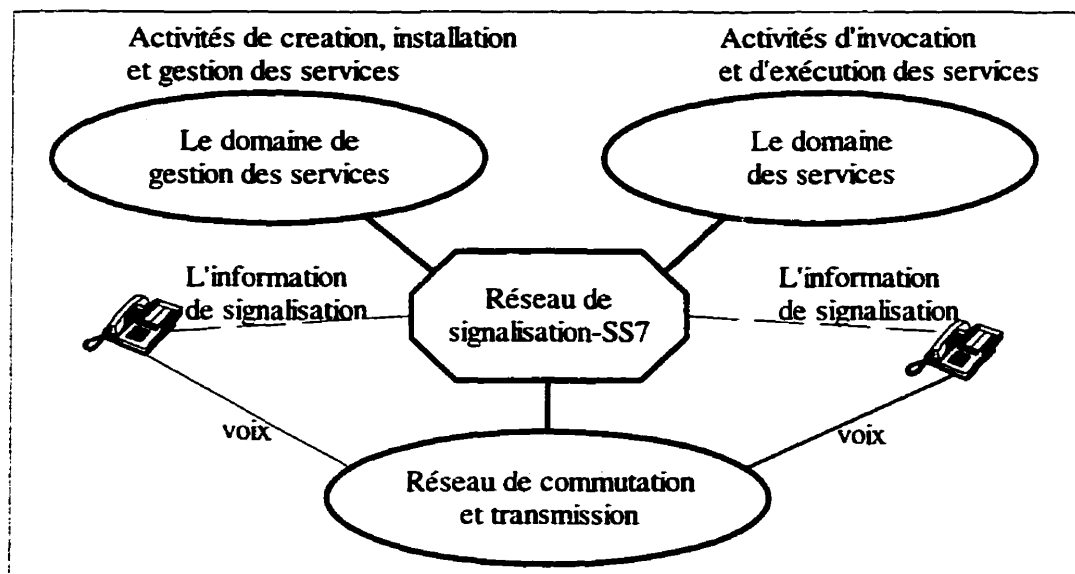 Activités de creation, installation
et gestion des services
Activités d'invocation
et d'exécution des services
Le domaine de
gestion des services
Le domaine
des services
L'information
de signalisation
Réseau de
signalisation-SS7
L'information
de signalisation
voix
voix
Réseau de commutation
et transmission